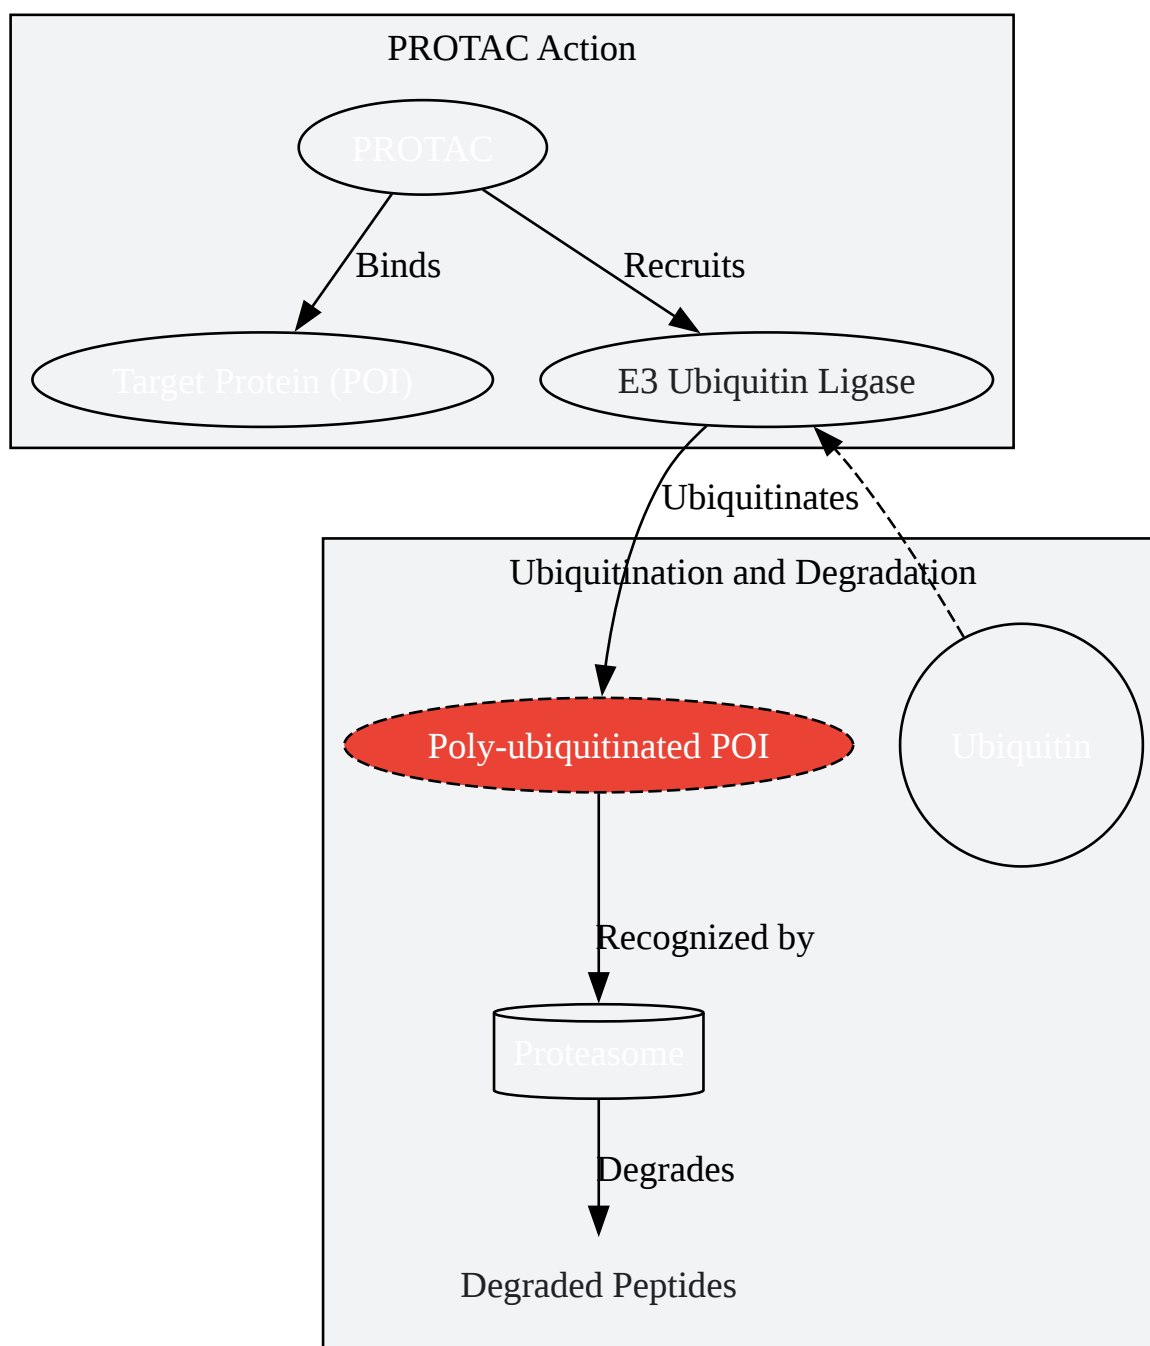 PROTAC Action
PROTAC
Binds
Recruits
Target Protein (POI)
E3 Ubiquitin Ligase
Ubiquitinates
Ubiquitination and Degradation
Poly-ubiquitinated POI
Ubiquitin
Recognized by
Proteasome
Degrades
Degraded Peptides